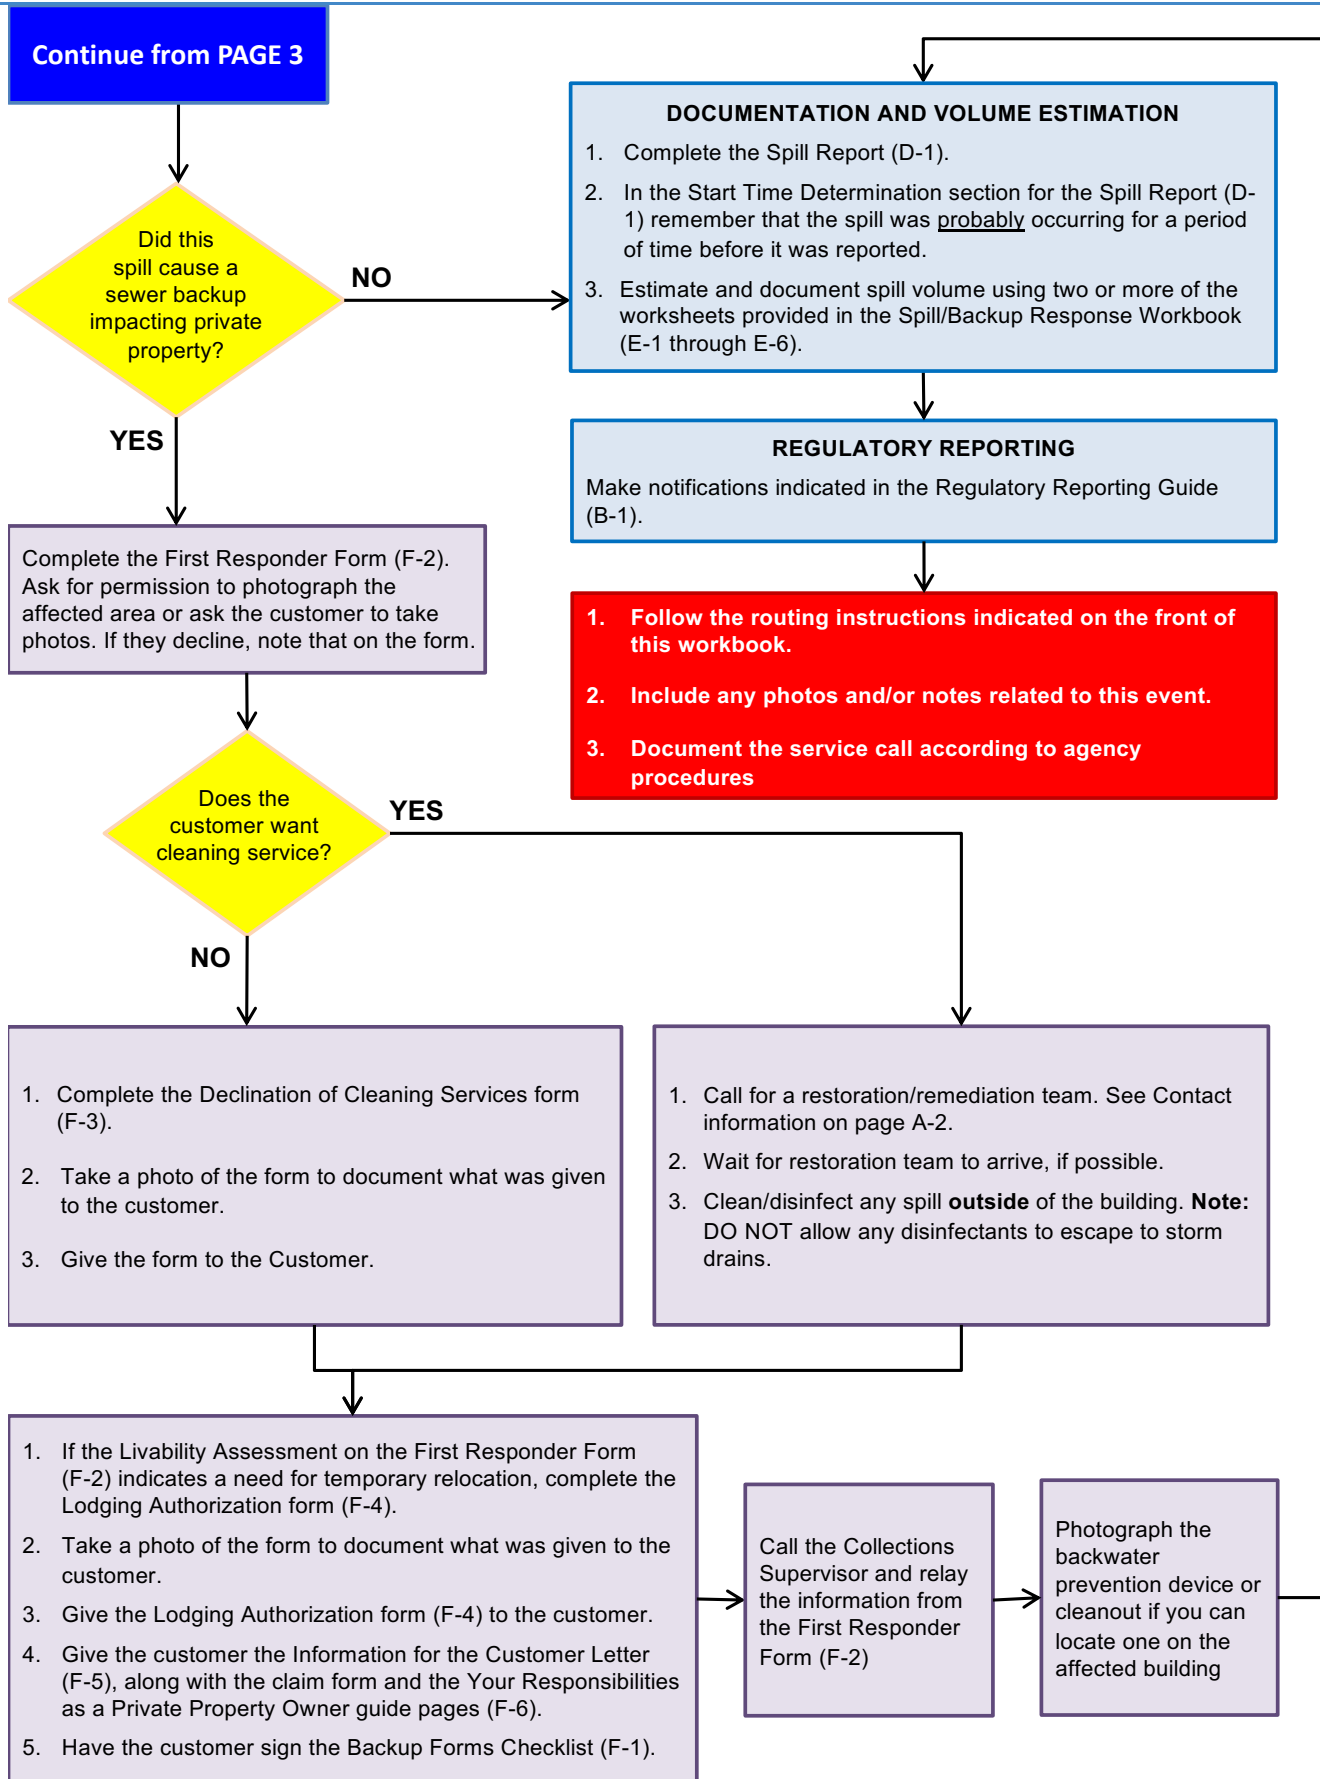 Continue from PAGE 3
Did this
spill cause a
sewer backup
impacting private
property?
NO
YES
DOCUMENTATION AND VOLUME ESTIMATION
1. Complete the Spill Report (D-1).
2. In the Start Time Determination section for the Spill Report (D-
1) remember that the spill was probably occurring for a period
of time before it was reported.
3. Estimate and document spill volume using two or more of the
worksheets provided in the Spill/Backup Response Workbook
(E-1 through E-6).
REGULATORY REPORTING
Make notifications indicated in the Regulatory Reporting Guide
(B-1).
1. Follow the routing instructions indicated on the front of
this workbook.
2. Include any photos and/or notes related to this event.
3. Document the service call according to agency
procedures
Complete the First Responder Form (F-2).
Ask for permission to photograph the
affected area or ask the customer to take
photos. If they decline, note that on the form.
Does the
customer want
cleaning service?
YES
NO
1. Complete the Declination of Cleaning Services form
(F-3).
2. Take a photo of the form to document what was given
to the customer.
3. Give the form to the Customer.
1. Call for a restoration/remediation team. See Contact
information on page A-2.
2. Wait for restoration team to arrive, if possible.
3. Clean/disinfect any spill outside of the building. Note:
DO NOT allow any disinfectants to escape to storm
drains.
1. If the Livability Assessment on the First Responder Form
(F-2) indicates a need for temporary relocation, complete the
Lodging Authorization form (F-4).
2. Take a photo of the form to document what was given to the
customer.
3. Give the Lodging Authorization form (F-4) to the customer.
4. Give the customer the Information for the Customer Letter
(F-5), along with the claim form and the Your Responsibilities
as a Private Property Owner guide pages (F-6).
5. Have the customer sign the Backup Forms Checklist (F-1).
Call the Collections
Supervisor and relay
the information from
the First Responder
Form (F-2)
Photograph the
backwater
prevention device or
cleanout if you can
locate one on the
affected building